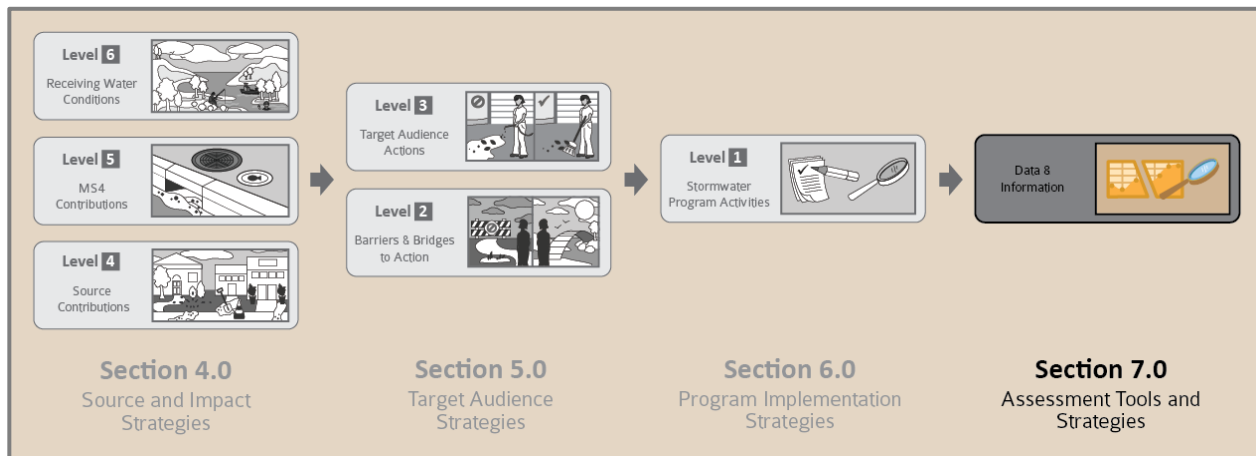 Level 6
Receiving Water
Conditions
Level 5
MS4
Contributions
Level 4
Source
Contributions
Section 4.0
Source and Impact
Strategies
Level 3
Target Audience
Actions
Level 2
Barriers & Bridges
to Action
Section 5.0
Target Audience
Strategies
Level 1
Stormwater
Program Activities
Section 6.0
Program Implementation
Strategies
Data 8
Information
Section 7.0
Assessment Tools and
Strategies